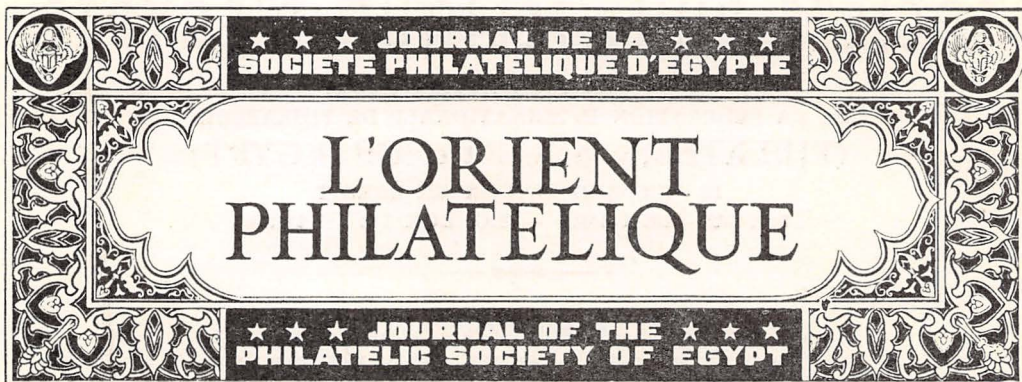 ★ ★ ★ JOURNAL DE LA ★ ★ ★
SOCIETE PHILATELIQUE D'EGYPTE
L'ORIENT
PHILATELIQUE
★ ★ ★ JOURNAL OF THE ★ ★ ★
PHILATELIC SOCIETY OF EGYPT